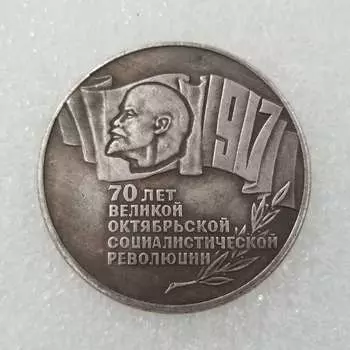 1917
70 ЛЕТ
ВЕЛИКОЙ
ОКТЯБРЬСКОЙ
СОЦИАЛИСТИЧЕСКОЙ
РЕВОЛЮЦИИ